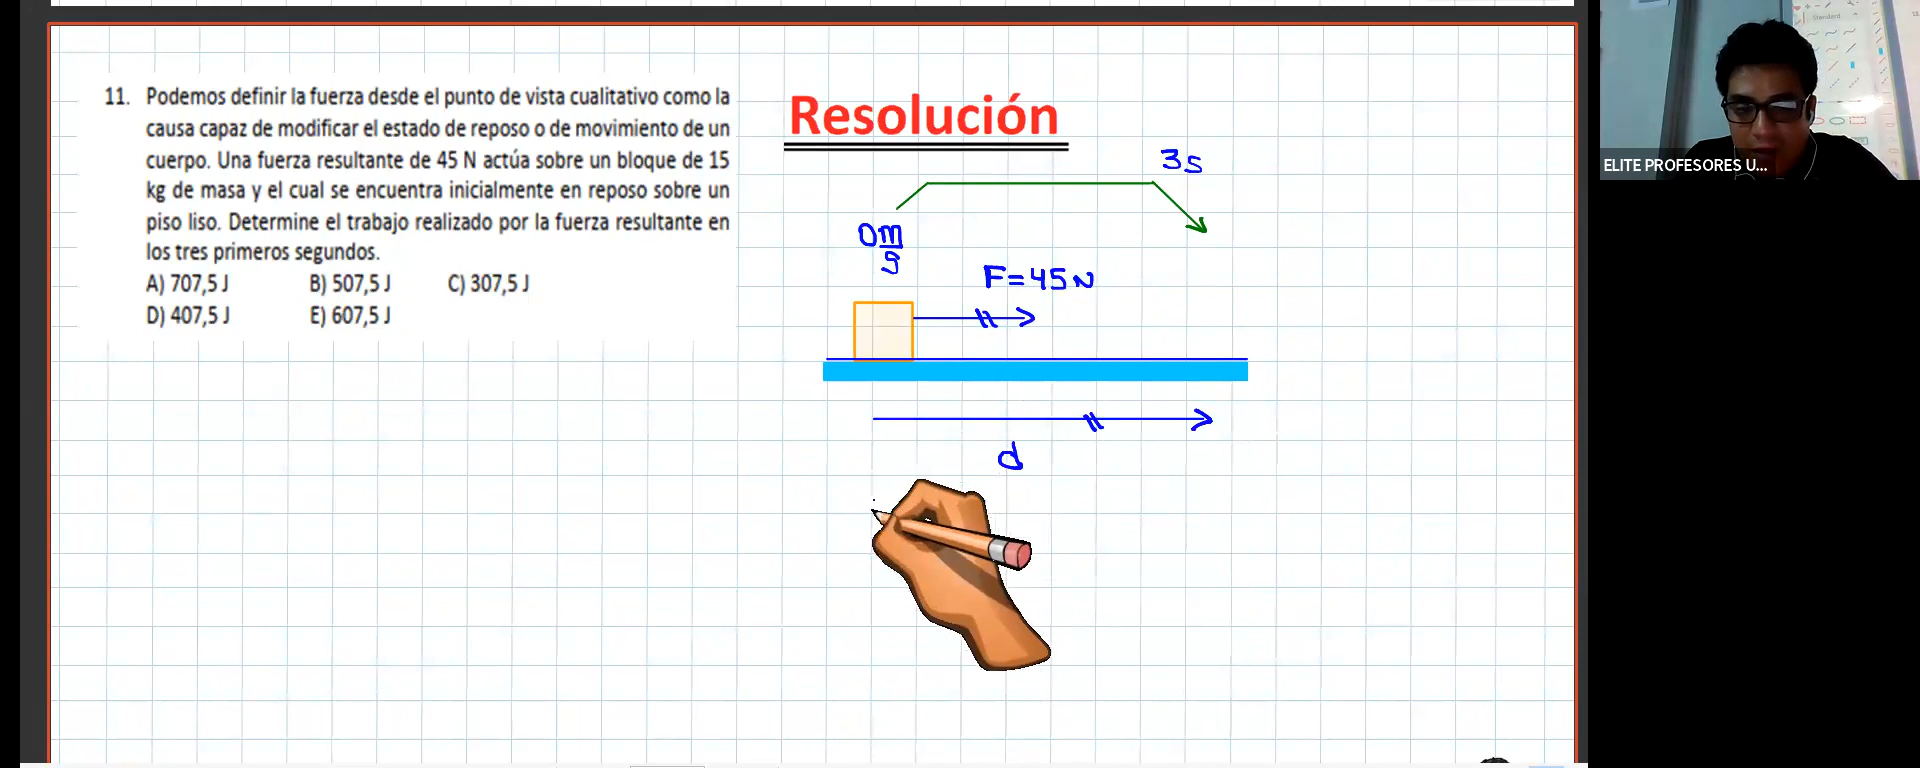 11. Podemos definir la fuerza desde el punto de vista cualitativo como la
causa capaz de modificar el estado de reposo o de movimiento de un
cuerpo. Una fuerza resultante de 45 N actúa sobre un bloque de 15
kg de masa y el cual se encuentra inicialmente en reposo sobre un
piso liso. Determine el trabajo realizado por la fuerza resultante en
los tres primeros segundos.
A) 707,5 J B) 507,5 J C) 307,5 J
D) 407,5 J E) 607,5 J
Resolución
3s
0 m/s
F=45N
d
Standard
ELITE PROFESORES U...